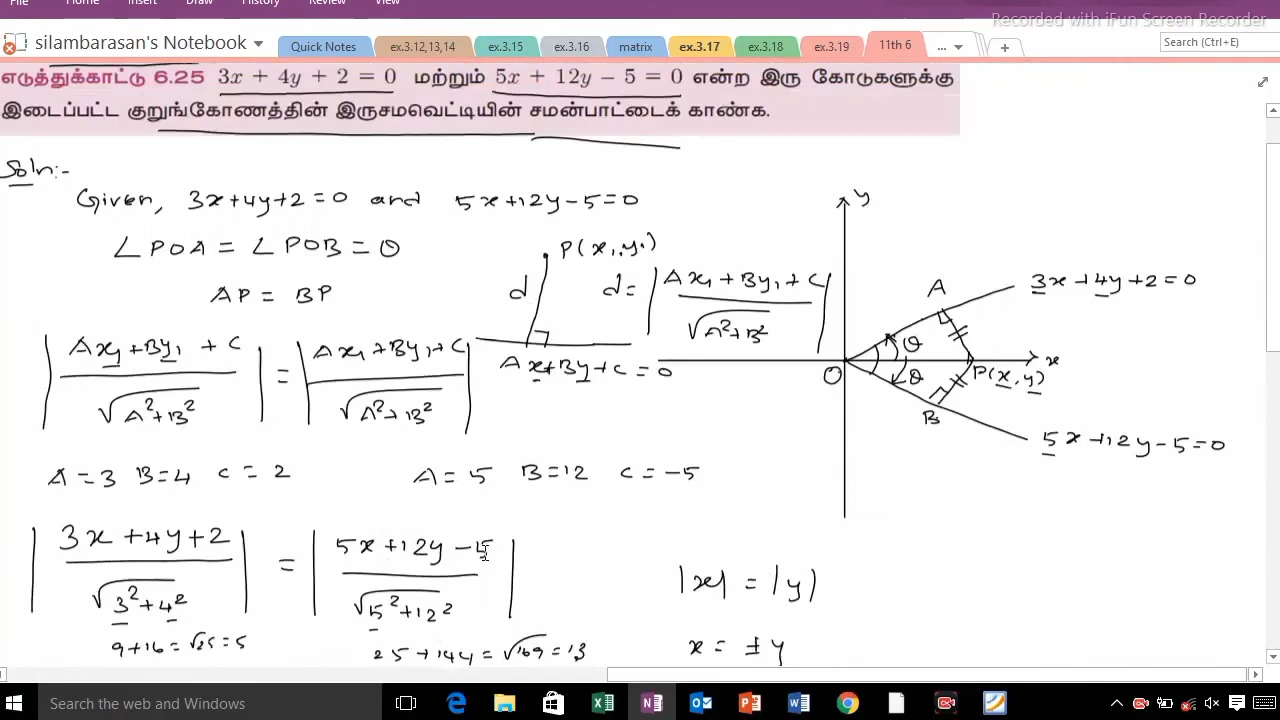 File Home Insert Draw History Review View
Recorded with iFun Screen Recorder
silambarasan's Notebook Quick Notes ex.3.12,13,14 ex.3.15 ex.3.16 matrix ex.3.17 ex.3.18 ex.3.19 11th 6 ... + Search (Ctrl+E)
எடுத்துக்காட்டு 6.25 3x + 4y + 2 = 0 மற்றும் 5x + 12y − 5 = 0 என்ற இரு கோடுகளுக்கு
இடைப்பட்ட குறுங்கோணத்தின் இருசமவெட்டியின் சமன்பாட்டைக் காண்க.
Soln:-
Given, 3x+4y+2=0 and 5x+12y-5=0
∠POA = ∠POB = θ
AP = BP
P(x₁,y₁)
d
d = |Ax₁+By₁+C / √A²+B²|
Ax+By+C=0
|Ax₁+By₁+C / √A²+B²| = |Ax₁+By₁+C / √A²+B²|
A=3 B=4 C=2 A=5 B=12 C=-5
|3x+4y+2 / √3²+4²| = |5x+12y-5 / √5²+12²|
9+16=√25=5 25+144=√169=13
y
A
3x+4y+2=0
θ
O
θ
P(x,y)
x
B
5x+12y-5=0
|x| = |y|
x = ±y
Search the web and Windows